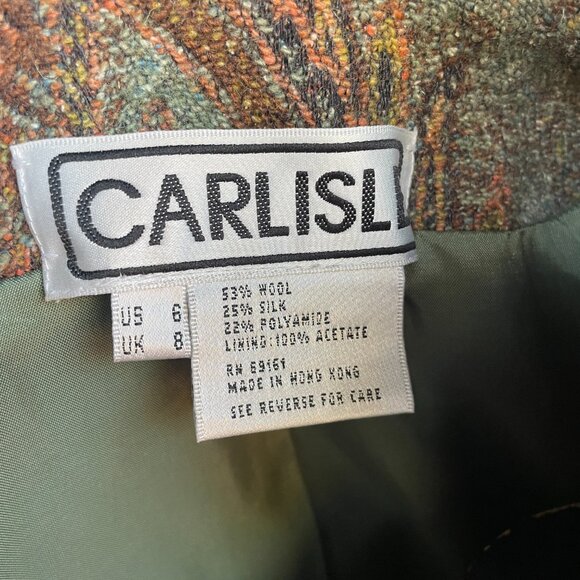 CARLISL
US 6
UK 8
53% WOOL
25% SILK
22% POLYAMIDE
LINING:100% ACETATE
RN 69161
MADE IN HONG KONG
SEE REVERSE FOR CARE